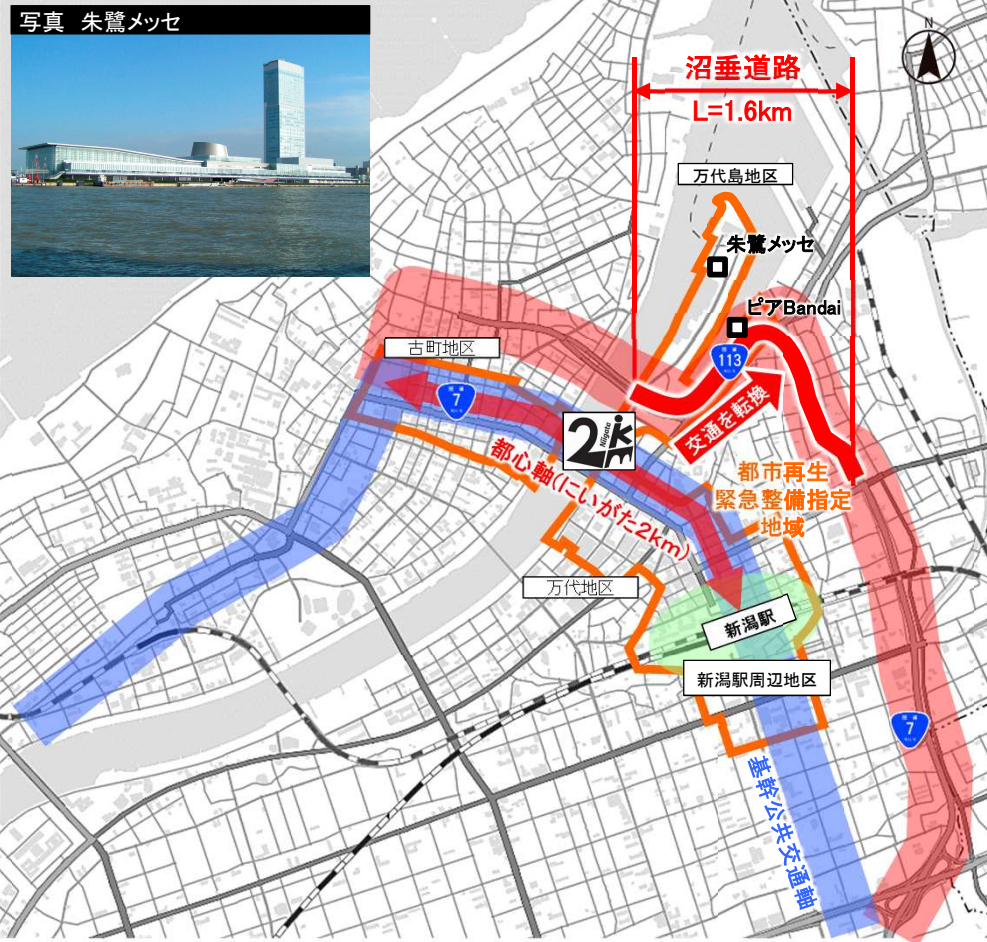 写真 朱鷺メッセ
N
沼垂道路
L=1.6km
万代島地区
朱鷺メッセ
ピアBandai
古町地区
113
7
交通を転換
2km
Niigata
都心軸(にいがた2km)
都市再生
緊急整備指定
地域
万代地区
新潟駅
新潟駅周辺地区
7
基幹公共交通軸